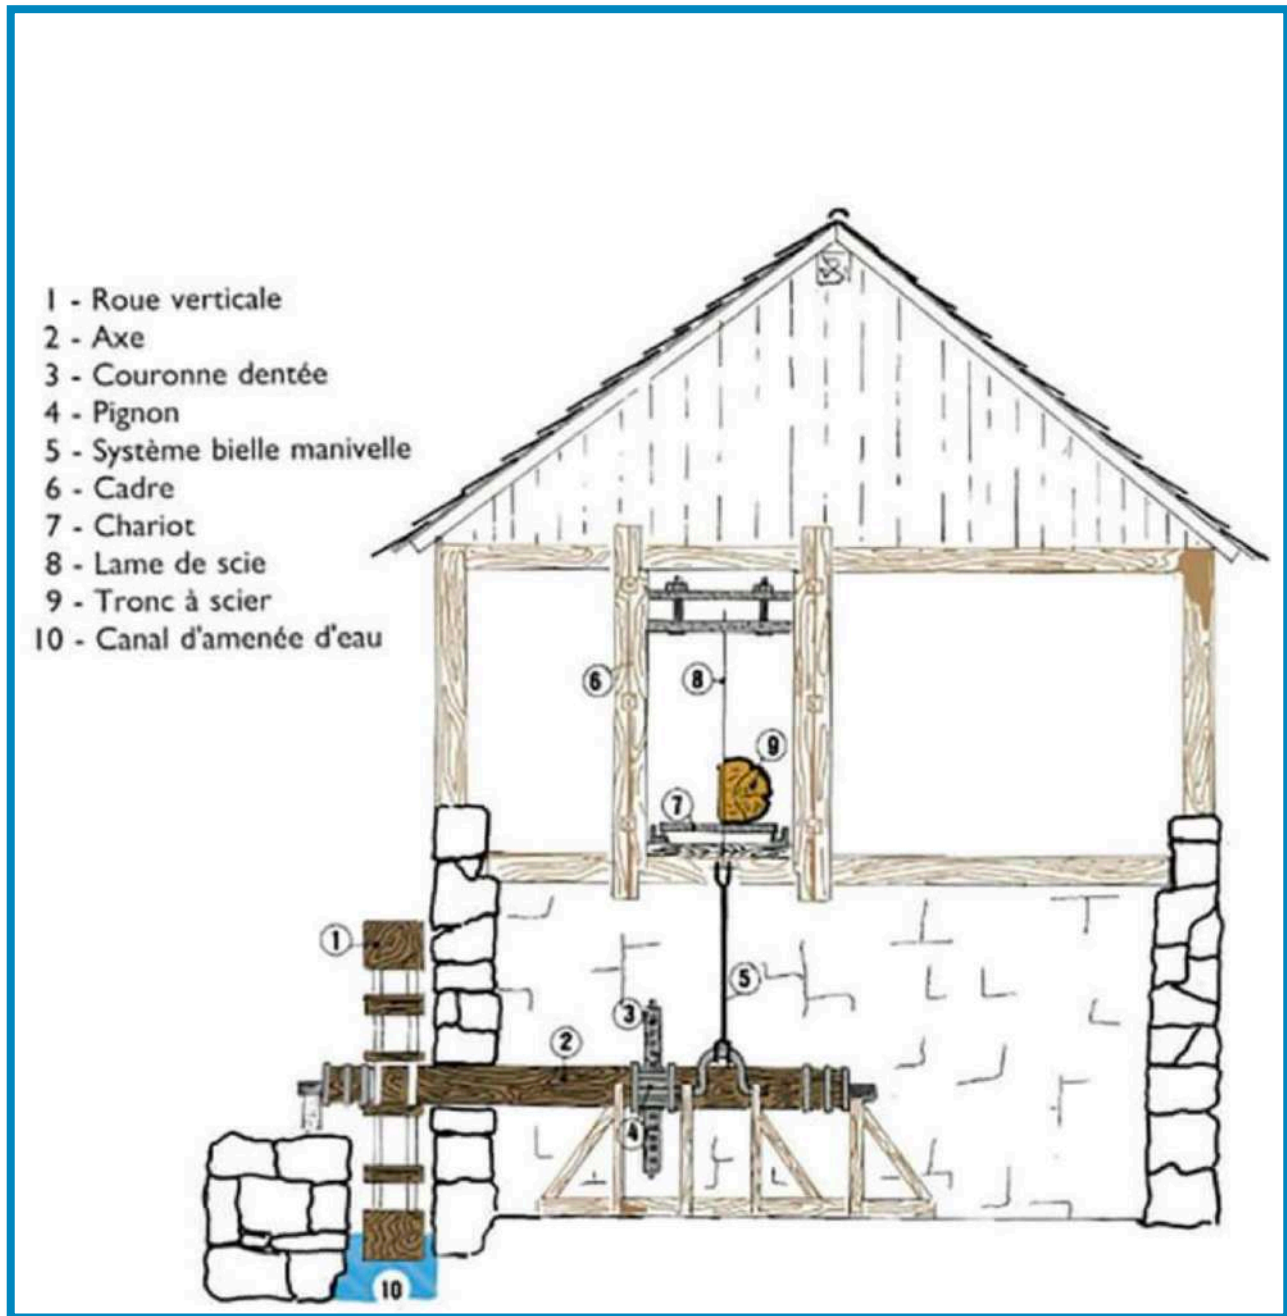 1 - Roue verticale
2 - Axe
3 - Couronne dentée
4 - Pignon
5 - Système bielle manivelle
6 - Cadre
7 - Chariot
8 - Lame de scie
9 - Tronc à scier
10 - Canal d'amenée d'eau
6
8
9
7
1
5
3
2
4
10